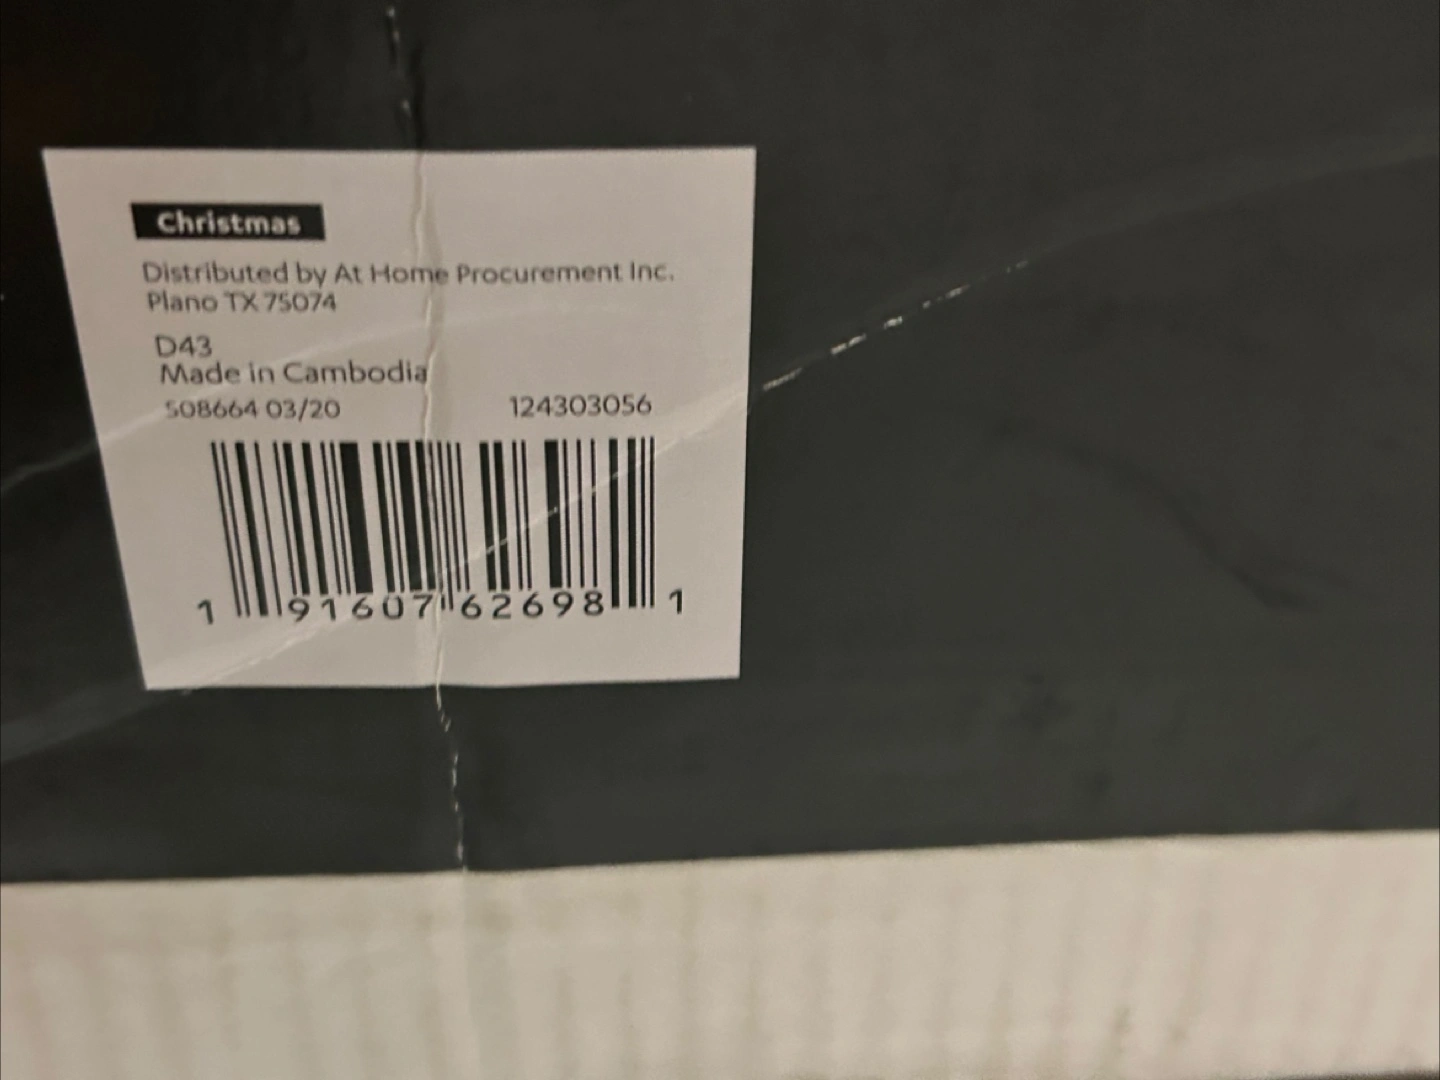 Christmas
Distributed by At Home Procurement Inc.
Plano TX 75074
D43
Made in Cambodia
S08664 03/20 124303056
1 91607 62698 1